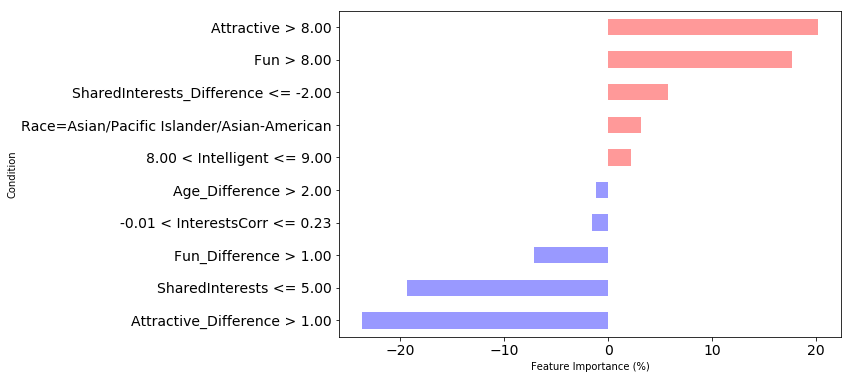 Attractive > 8.00
Fun > 8.00
SharedInterests_Difference <= -2.00
Race=Asian/Pacific Islander/Asian-American
8.00 < Intelligent <= 9.00
Age_Difference > 2.00
-0.01 < InterestsCorr <= 0.23
Fun_Difference > 1.00
SharedInterests <= 5.00
Attractive_Difference > 1.00
Condition
−20 −10 0 10 20
Feature Importance (%)